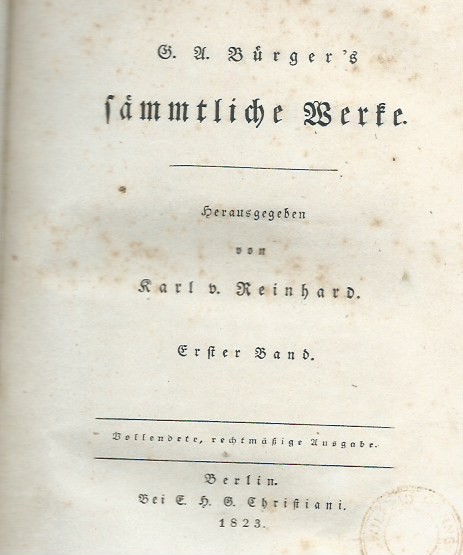 G. A. Bürger's
sämmtliche Werke.
Herausgegeben
von
Karl v. Reinhard.
Erster Band.
Vollendete, rechtmäßige Ausgabe.
Berlin.
Bei E. H. G. Christiani.
1823.